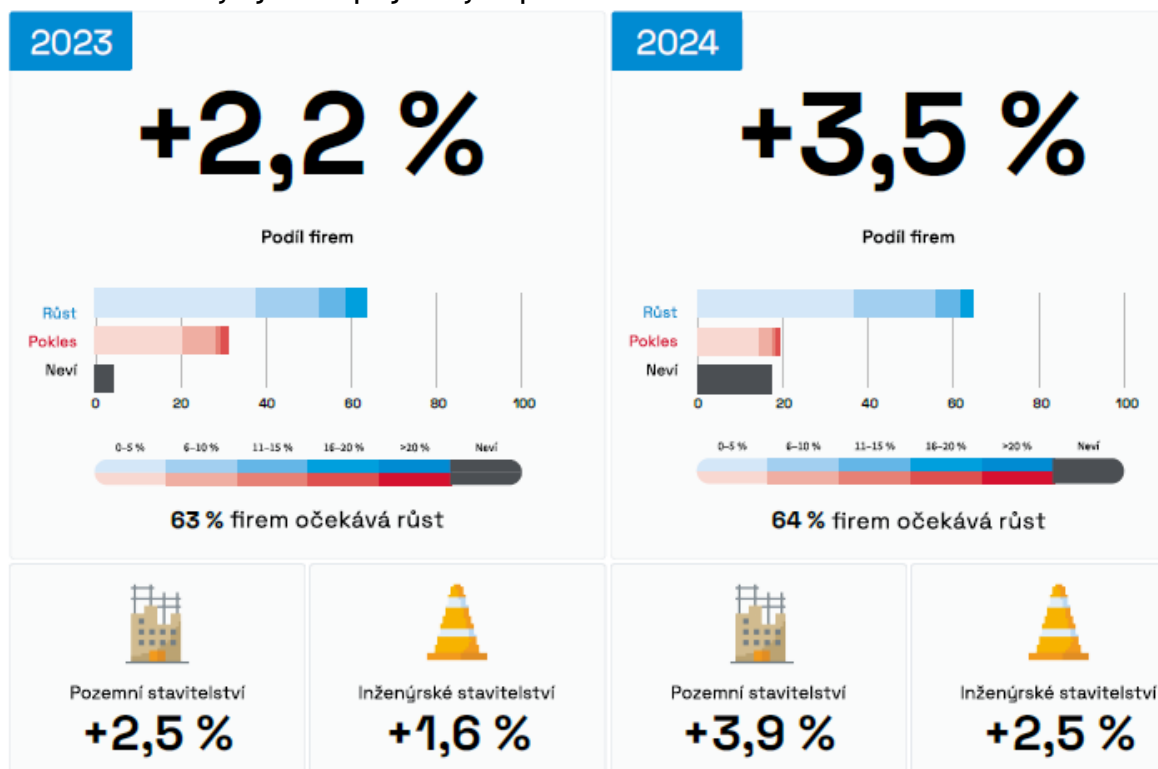 2023
+2,2 %
Podíl firem
Růst
Pokles
Neví
0 20 40 60 80 100
0–5 % 6–10 % 11–15 % 16–20 % >20 % Neví
63 % firem očekává růst
Pozemní stavitelství
+2,5 %
Inženýrské stavitelství
+1,6 %
2024
+3,5 %
Podíl firem
Růst
Pokles
Neví
0 20 40 60 80 100
0–5 % 6–10 % 11–15 % 16–20 % >20 % Neví
64 % firem očekává růst
Pozemní stavitelství
+3,9 %
Inženýrské stavitelství
+2,5 %